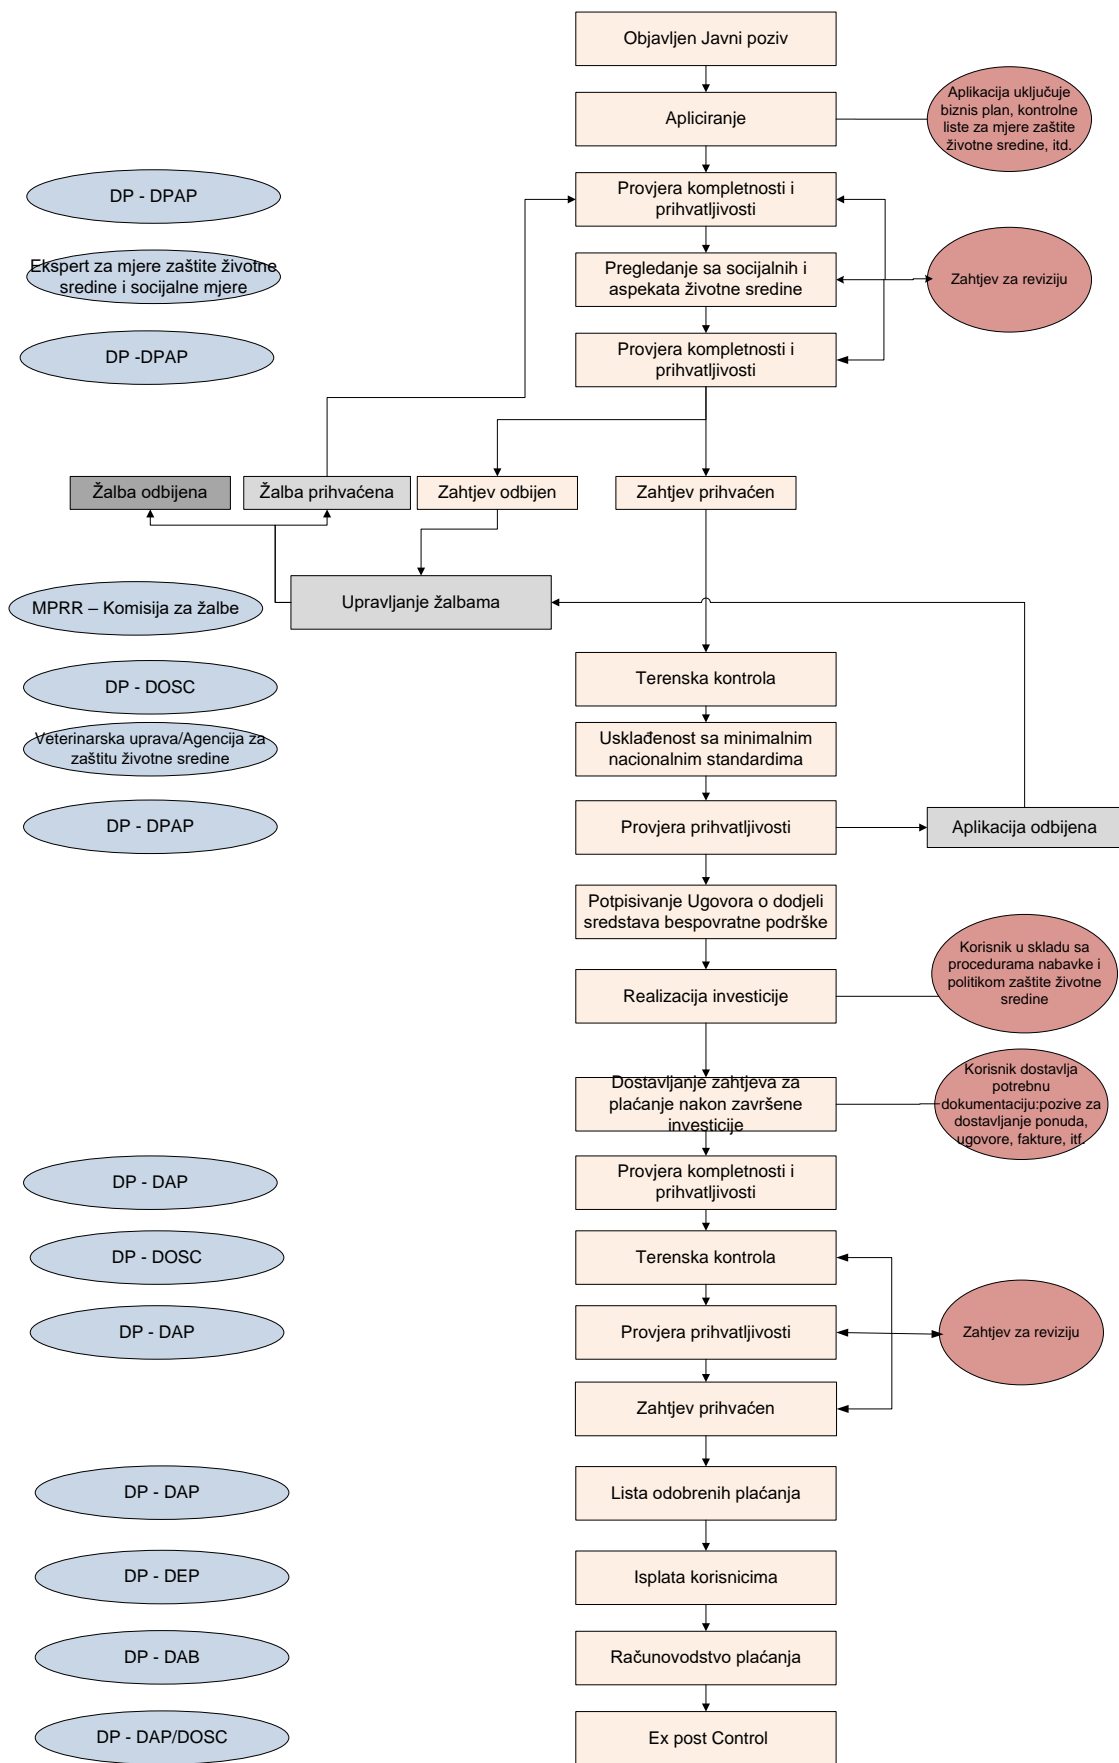 Objavljen Javni poziv
Apliciranje
Aplikacija uključuje
biznis plan, kontrolne
liste za mjere zaštite
životne sredine, itd.
DP - DPAP
Provjera kompletnosti i
prihvatljivosti
Ekspert za mjere zaštite životne
sredine i socijalne mjere
Pregledanje sa socijalnih i
aspekata životne sredine
Zahtjev za reviziju
DP -DPAP
Provjera kompletnosti i
prihvatljivosti
Žalba odbijena
Žalba prihvaćena
Zahtjev odbijen
Zahtjev prihvaćen
MPRR – Komisija za žalbe
Upravljanje žalbama
DP - DOSC
Terenska kontrola
Veterinarska uprava/Agencija za
zaštitu životne sredine
Usklađenost sa minimalnim
nacionalnim standardima
DP - DPAP
Provjera prihvatljivosti
Aplikacija odbijena
Potpisivanje Ugovora o dodjeli
sredstava bespovratne podrške
Realizacija investicije
Korisnik u skladu sa
procedurama nabavke i
politikom zaštite životne
sredine
Dostavljanje zahtjeva za
plaćanje nakon završene
investicije
Korisnik dostavlja
potrebnu
dokumentaciju:pozive za
dostavljanje ponuda,
ugovore, fakture, itf.
DP - DAP
Provjera kompletnosti i
prihvatljivosti
DP - DOSC
Terenska kontrola
DP - DAP
Provjera prihvatljivosti
Zahtjev za reviziju
Zahtjev prihvaćen
DP - DAP
Lista odobrenih plaćanja
DP - DEP
Isplata korisnicima
DP - DAB
Računovodstvo plaćanja
DP - DAP/DOSC
Ex post Control